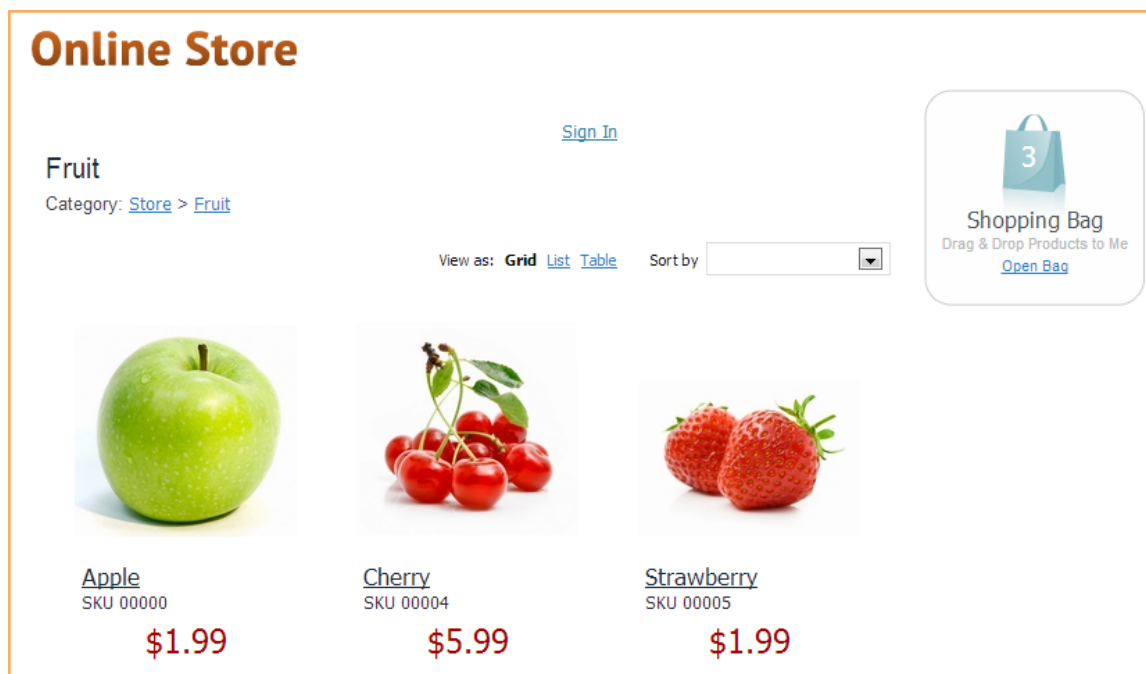 Online Store
Sign In
3
Fruit
Category: Store > Fruit
Shopping Bag
Drag & Drop Products to Me
Open Bag
View as: Grid List Table Sort by
Apple
SKU 00000
$1.99
Cherry
SKU 00004
$5.99
Strawberry
SKU 00005
$1.99